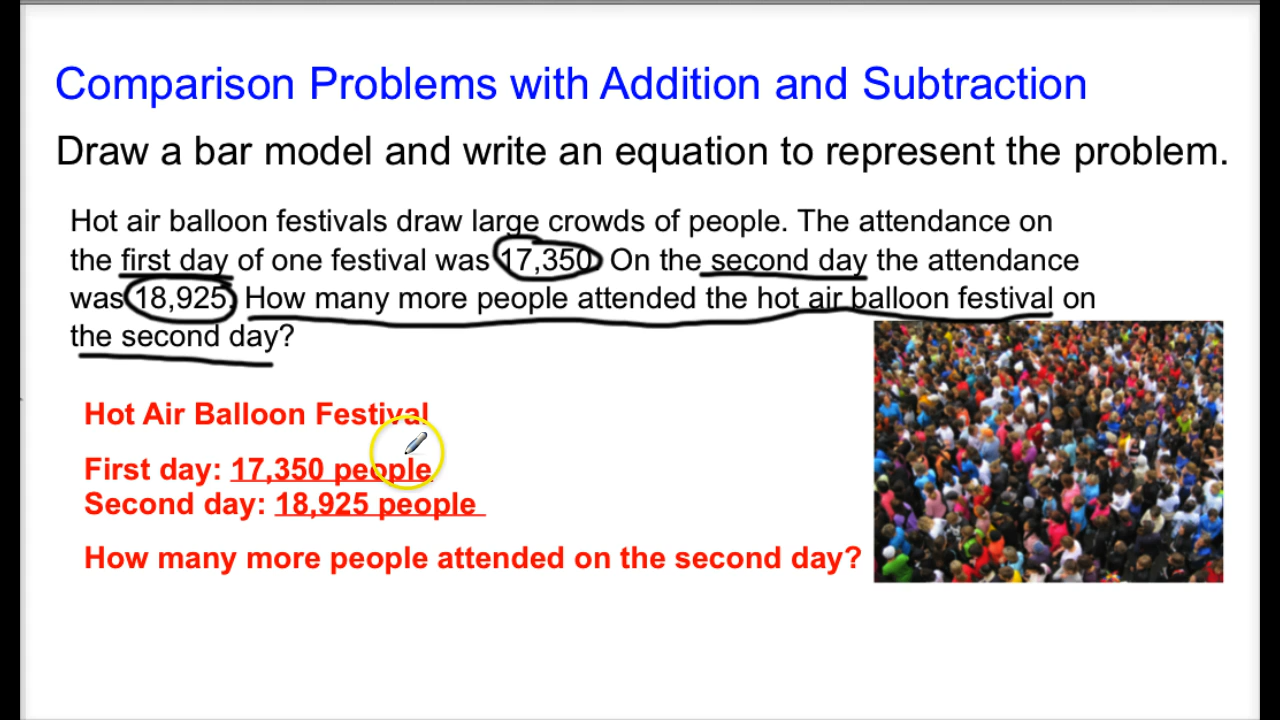 Comparison Problems with Addition and Subtraction
Draw a bar model and write an equation to represent the problem.
Hot air balloon festivals draw large crowds of people. The attendance on
the first day of one festival was 17,350. On the second day the attendance
was 18,925. How many more people attended the hot air balloon festival on
the second day?
Hot Air Balloon Festival
First day: 17,350 people
Second day: 18,925 people
How many more people attended on the second day?